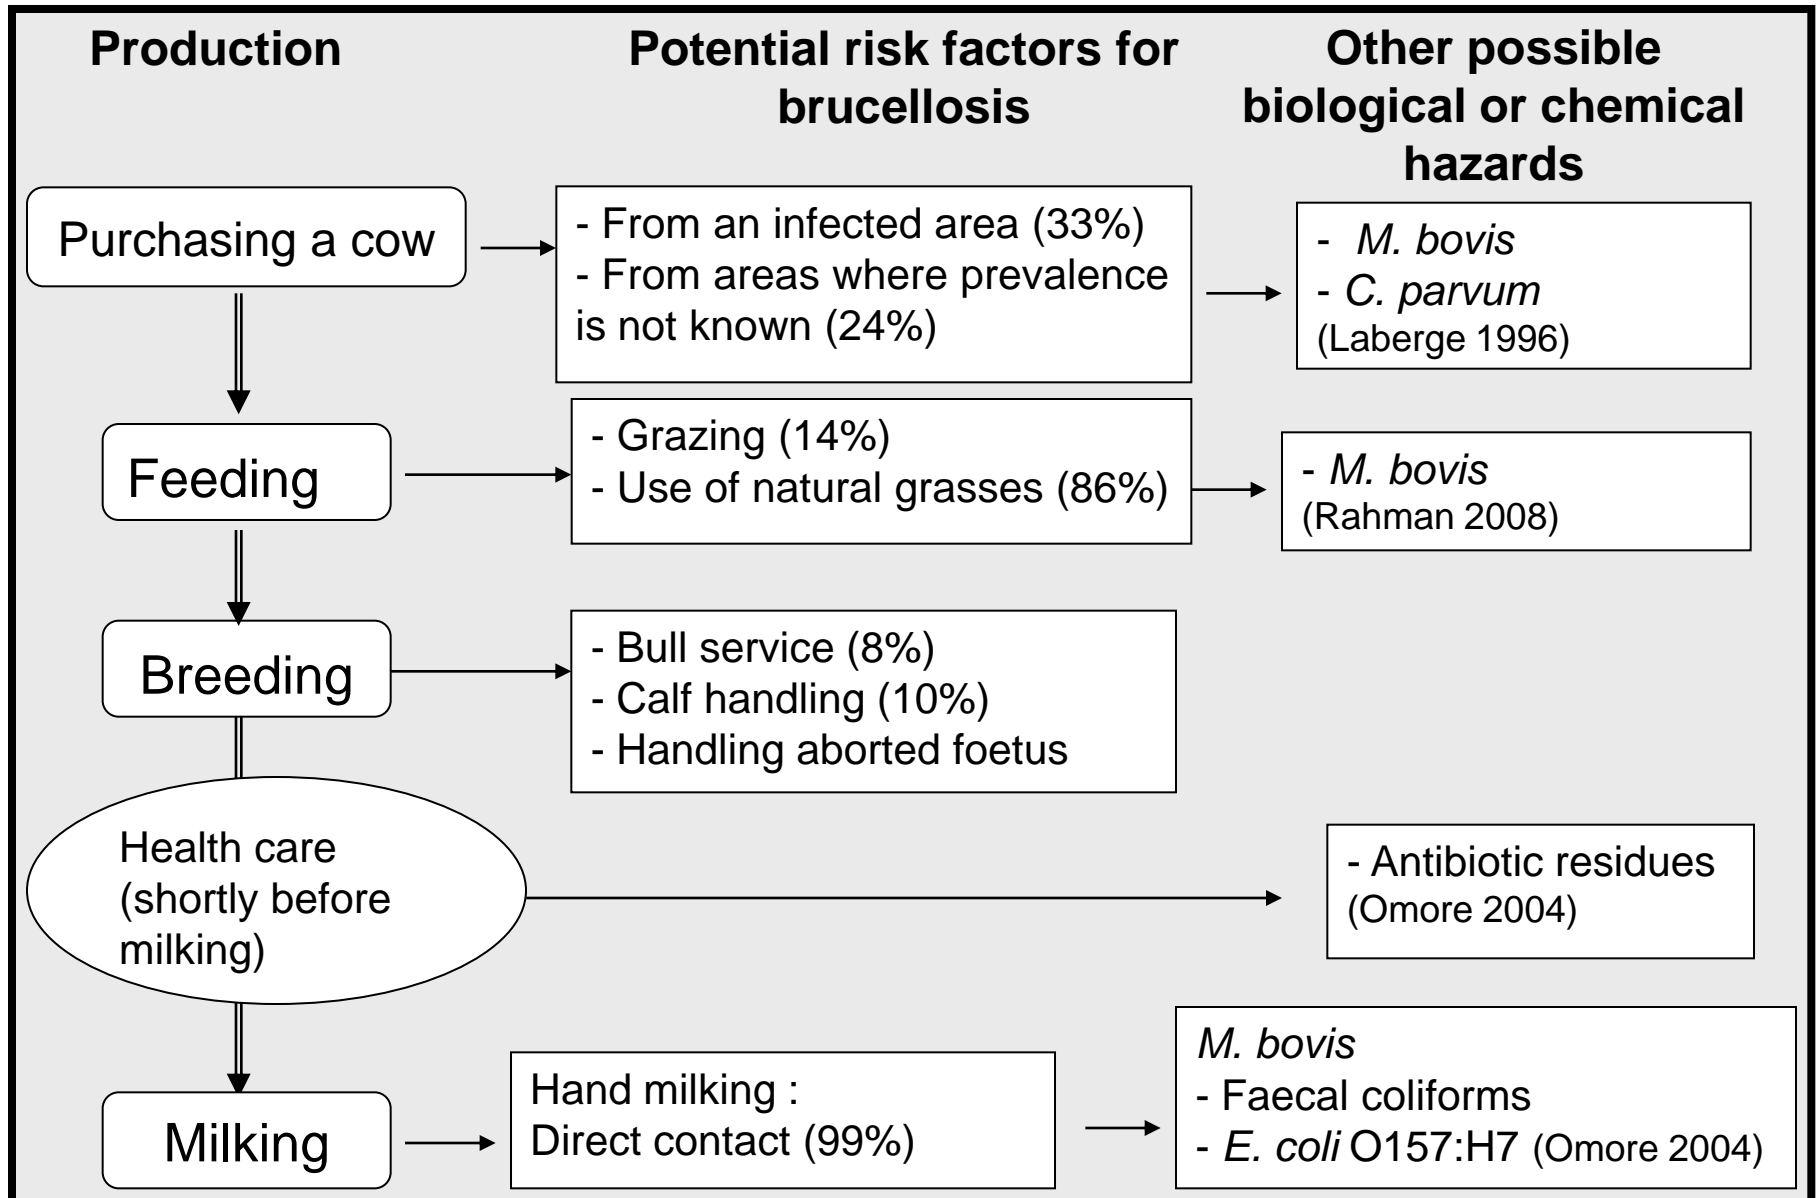 Production
Potential risk factors for
brucellosis
Other possible
biological or chemical
hazards
Purchasing a cow
- From an infected area (33%)
- From areas where prevalence
is not known (24%)
- M. bovis
- C. parvum
(Laberge 1996)
Feeding
- Grazing (14%)
- Use of natural grasses (86%)
- M. bovis
(Rahman 2008)
Breeding
- Bull service (8%)
- Calf handling (10%)
- Handling aborted foetus
Health care
(shortly before
milking)
- Antibiotic residues
(Omore 2004)
Milking
Hand milking :
Direct contact (99%)
M. bovis
- Faecal coliforms
- E. coli O157:H7 (Omore 2004)